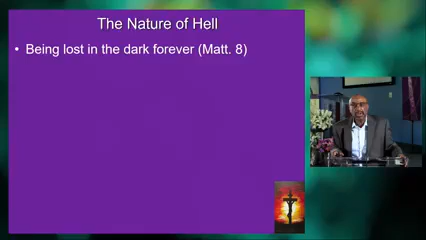 The Nature of Hell
• Being lost in the dark forever (Matt. 8)